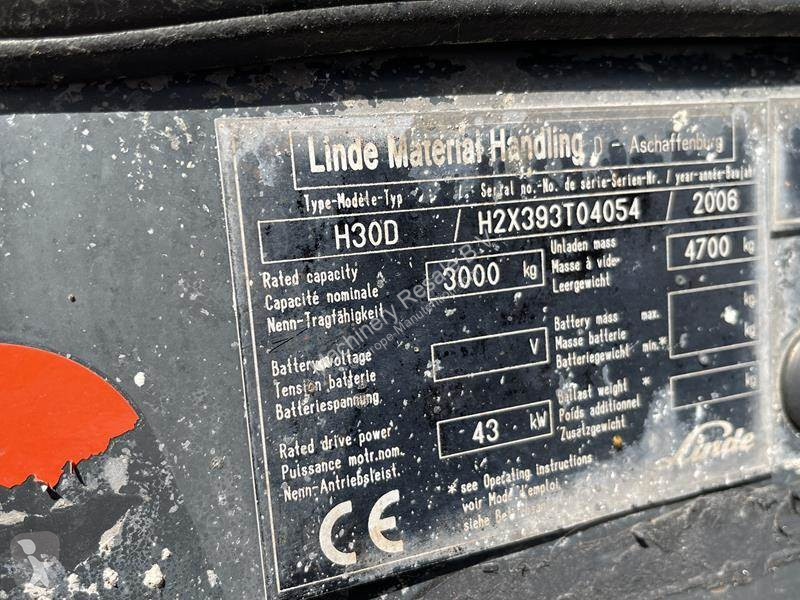 Linde Material Handling D - Aschaffenburg
Type-Modèle-Typ / Serial no.-No. de série-Serien-Nr. / year-année-Baujahr
H30D / H2X393T04054 / 2006
Rated capacity
Capacité nominale
Nenn-Tragfähigkeit
3000 kg
Unladen mass
Masse à vide
Leergewicht
4700 kg
Battery voltage
Tension batterie
Batteriespannung
V
Battery mass max.
Masse batterie
Batteriegewicht min.*
kg
kg
Rated drive power
Puissance motr.nom.
Nenn-Antriebsleist.
43 kW
Ballast weight *
Poids additionnel
Zusatzgewicht
kg
CE
* see Operating instructions
voir Mode d'emploi
siehe
Linde
Machinery Resale B.V.